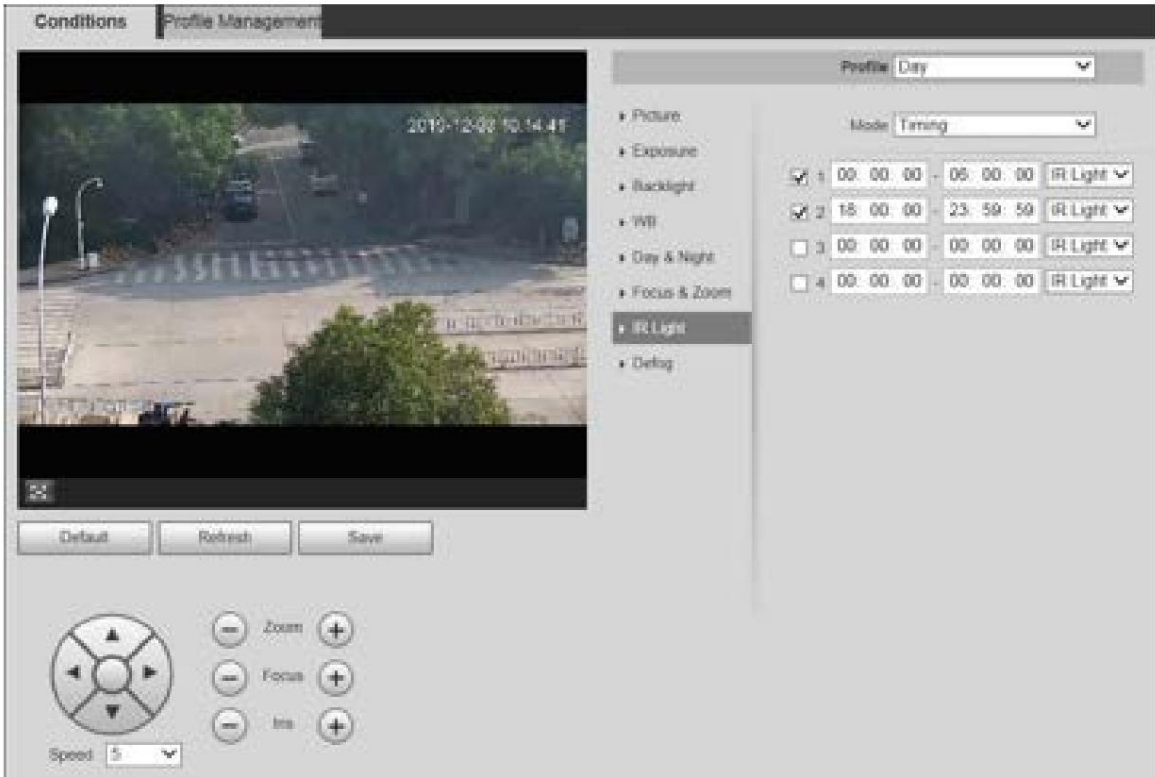 Conditions Profile Management
Profile Day
2019-12-03 10:14:41
Mode Timing
Picture
Exposure
Backlight
WB
Day & Night
Focus & Zoom
IR Light
Defog
1 00: 00: 00 - 06: 00: 00 IR Light
2 18: 00: 00 - 23: 59: 59 IR Light
3 00: 00: 00 - 00: 00: 00 IR Light
4 00: 00: 00 - 00: 00: 00 IR Light
Default Refresh Save
Zoom
Focus
Iris
Speed 5